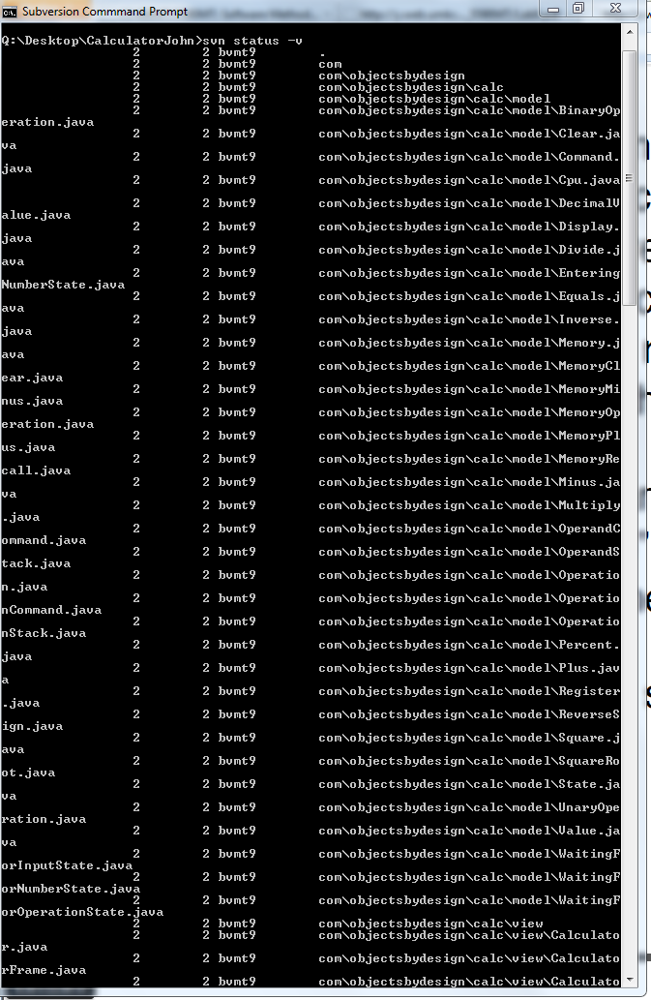 Subversion Commmand Prompt
Q:\Desktop\CalculatorJohn>svn status -v
2 2 bvmt9 .
2 2 bvmt9 com
2 2 bvmt9 com\objectsbydesign
2 2 bvmt9 com\objectsbydesign\calc
2 2 bvmt9 com\objectsbydesign\calc\model
2 2 bvmt9 com\objectsbydesign\calc\model\BinaryOp
eration.java
2 2 bvmt9 com\objectsbydesign\calc\model\Clear.ja
va
2 2 bvmt9 com\objectsbydesign\calc\model\Command.
java
2 2 bvmt9 com\objectsbydesign\calc\model\Cpu.java
2 2 bvmt9 com\objectsbydesign\calc\model\DecimalV
alue.java
2 2 bvmt9 com\objectsbydesign\calc\model\Display.
java
2 2 bvmt9 com\objectsbydesign\calc\model\Divide.j
ava
2 2 bvmt9 com\objectsbydesign\calc\model\Entering
NumberState.java
2 2 bvmt9 com\objectsbydesign\calc\model\Equals.j
ava
2 2 bvmt9 com\objectsbydesign\calc\model\Inverse.
java
2 2 bvmt9 com\objectsbydesign\calc\model\Memory.j
ava
2 2 bvmt9 com\objectsbydesign\calc\model\MemoryCl
ear.java
2 2 bvmt9 com\objectsbydesign\calc\model\MemoryMi
nus.java
2 2 bvmt9 com\objectsbydesign\calc\model\MemoryOp
eration.java
2 2 bvmt9 com\objectsbydesign\calc\model\MemoryPl
us.java
2 2 bvmt9 com\objectsbydesign\calc\model\MemoryRe
call.java
2 2 bvmt9 com\objectsbydesign\calc\model\Minus.ja
va
2 2 bvmt9 com\objectsbydesign\calc\model\Multiply
.java
2 2 bvmt9 com\objectsbydesign\calc\model\OperandC
ommand.java
2 2 bvmt9 com\objectsbydesign\calc\model\OperandS
tack.java
2 2 bvmt9 com\objectsbydesign\calc\model\Operatio
n.java
2 2 bvmt9 com\objectsbydesign\calc\model\Operatio
nCommand.java
2 2 bvmt9 com\objectsbydesign\calc\model\Operatio
nStack.java
2 2 bvmt9 com\objectsbydesign\calc\model\Percent.
java
2 2 bvmt9 com\objectsbydesign\calc\model\Plus.jav
a
2 2 bvmt9 com\objectsbydesign\calc\model\Register
.java
2 2 bvmt9 com\objectsbydesign\calc\model\ReverseS
ign.java
2 2 bvmt9 com\objectsbydesign\calc\model\Square.j
ava
2 2 bvmt9 com\objectsbydesign\calc\model\SquareRo
ot.java
2 2 bvmt9 com\objectsbydesign\calc\model\State.ja
va
2 2 bvmt9 com\objectsbydesign\calc\model\UnaryOpe
ration.java
2 2 bvmt9 com\objectsbydesign\calc\model\Value.ja
va
2 2 bvmt9 com\objectsbydesign\calc\model\WaitingF
orInputState.java
2 2 bvmt9 com\objectsbydesign\calc\model\WaitingF
orNumberState.java
2 2 bvmt9 com\objectsbydesign\calc\model\WaitingF
orOperationState.java
2 2 bvmt9 com\objectsbydesign\calc\view
2 2 bvmt9 com\objectsbydesign\calc\view\Calculato
r.java
2 2 bvmt9 com\objectsbydesign\calc\view\Calculato
rFrame.java
2 2 bvmt9 com\objectsbydesign\calc\view\Calculato